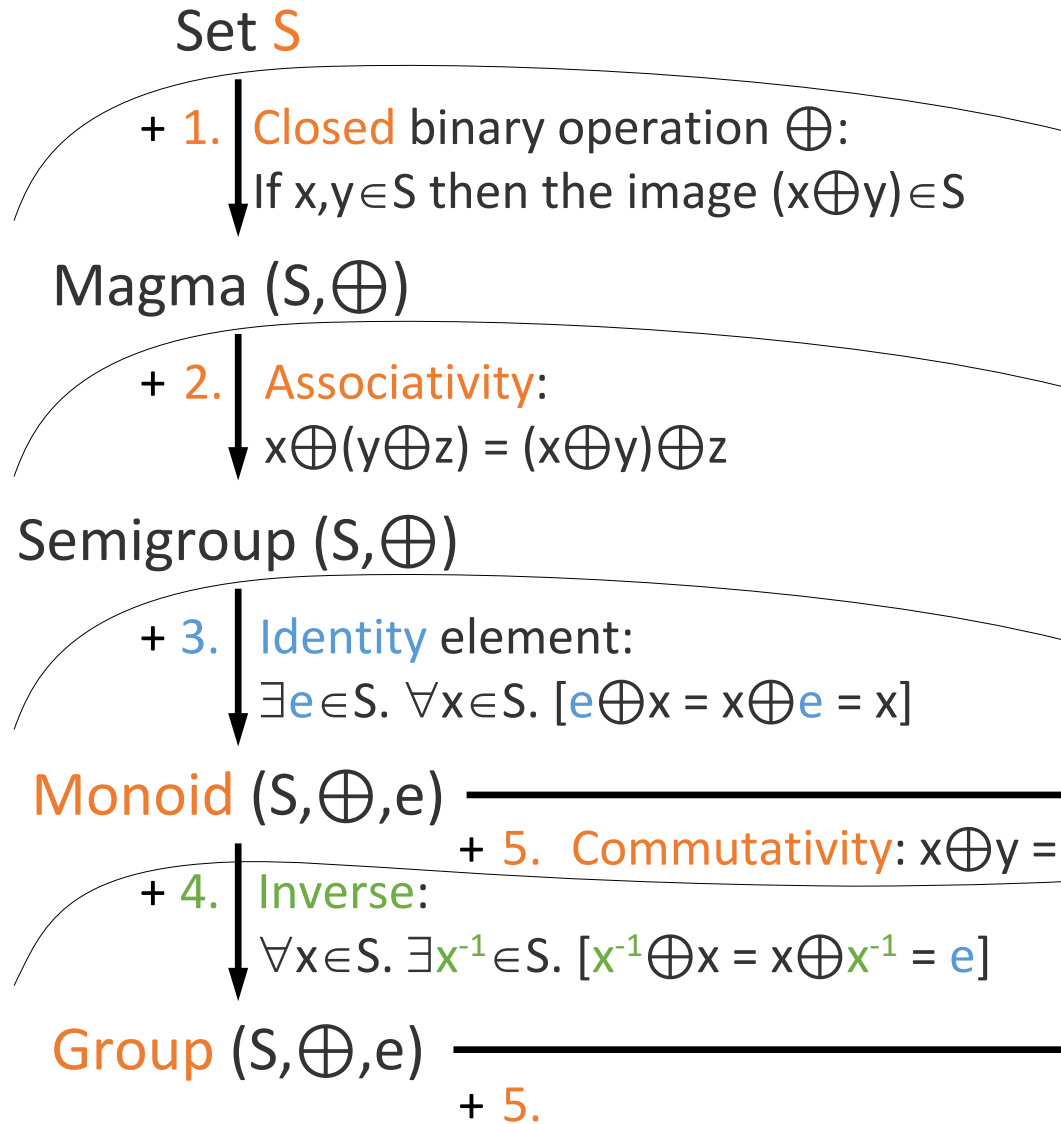 Set S
+ 1. Closed binary operation ⊕:
If x,y∈S then the image (x⊕y)∈S
Magma (S,⊕)
+ 2. Associativity:
x⊕(y⊕z) = (x⊕y)⊕z
Semigroup (S,⊕)
+ 3. Identity element:
∃e∈S. ∀x∈S. [e⊕x = x⊕e = x]
Monoid (S,⊕,e)
+ 5. Commutativity: x⊕y =
+ 4. Inverse:
∀x∈S. ∃x⁻¹∈S. [x⁻¹⊕x = x⊕x⁻¹ = e]
Group (S,⊕,e)
+ 5.